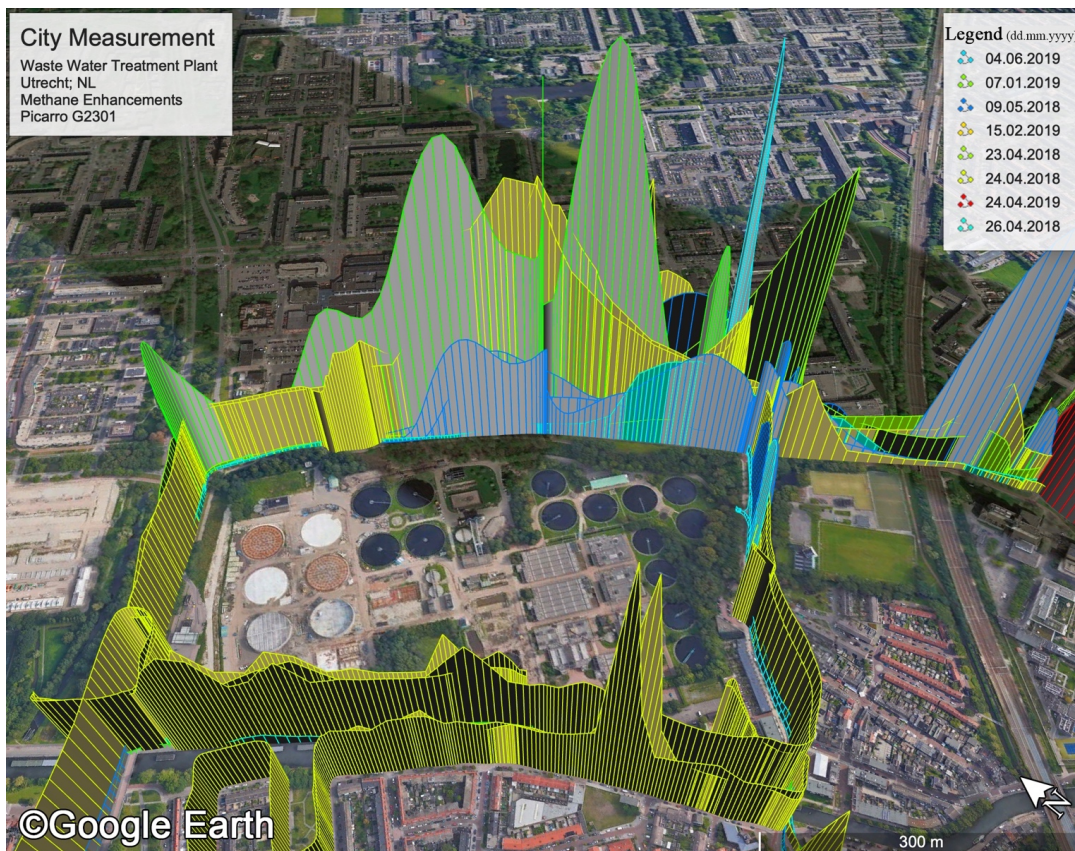 City Measurement
Waste Water Treatment Plant
Utrecht; NL
Methane Enhancements
Picarro G2301
Legend (dd.mm.yyyy)
04.06.2019
07.01.2019
09.05.2018
15.02.2019
23.04.2018
24.04.2018
24.04.2019
26.04.2018
N
©Google Earth
300 m